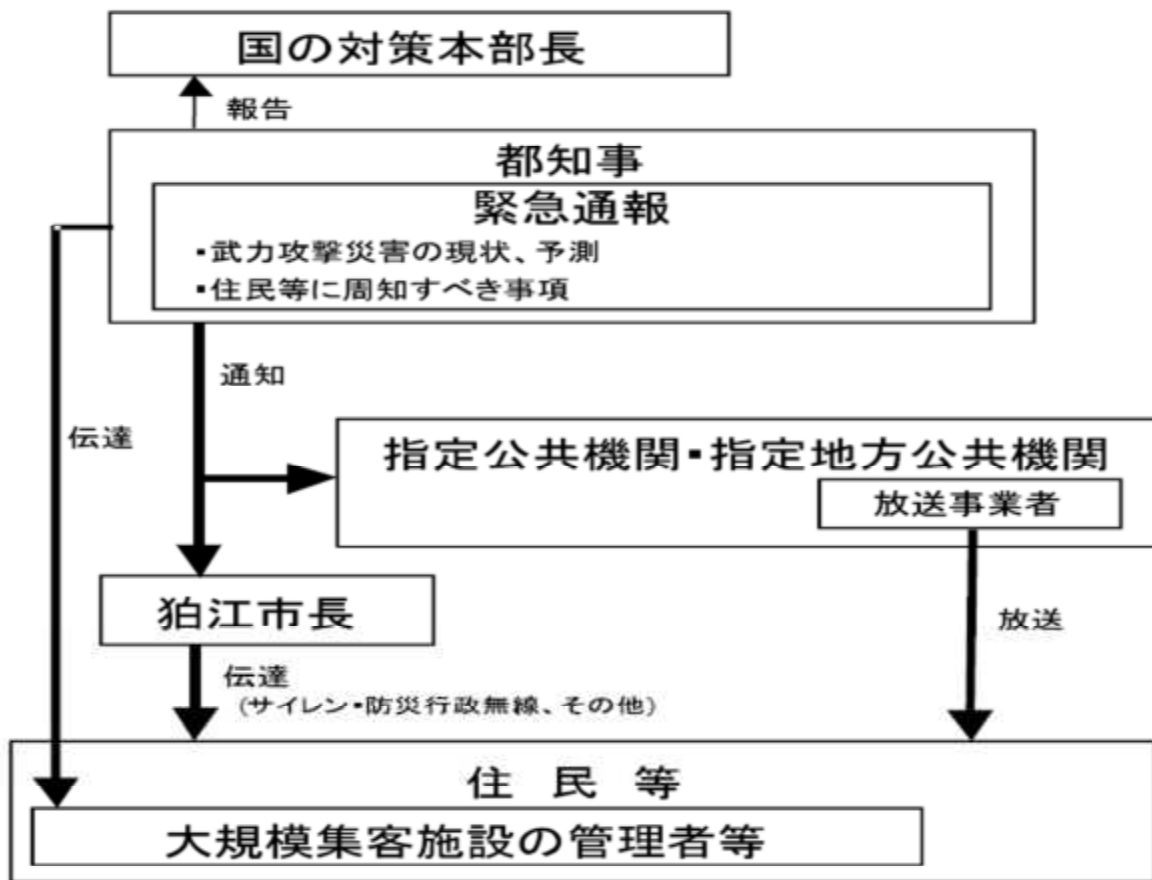 国の対策本部長
報告
都知事
緊急通報
・武力攻撃災害の現状、予測
・住民等に周知すべき事項
通知
伝達
指定公共機関・指定地方公共機関
放送事業者
狛江市長
放送
伝達
(サイレン・防災行政無線、その他)
住 民 等
大規模集客施設の管理者等